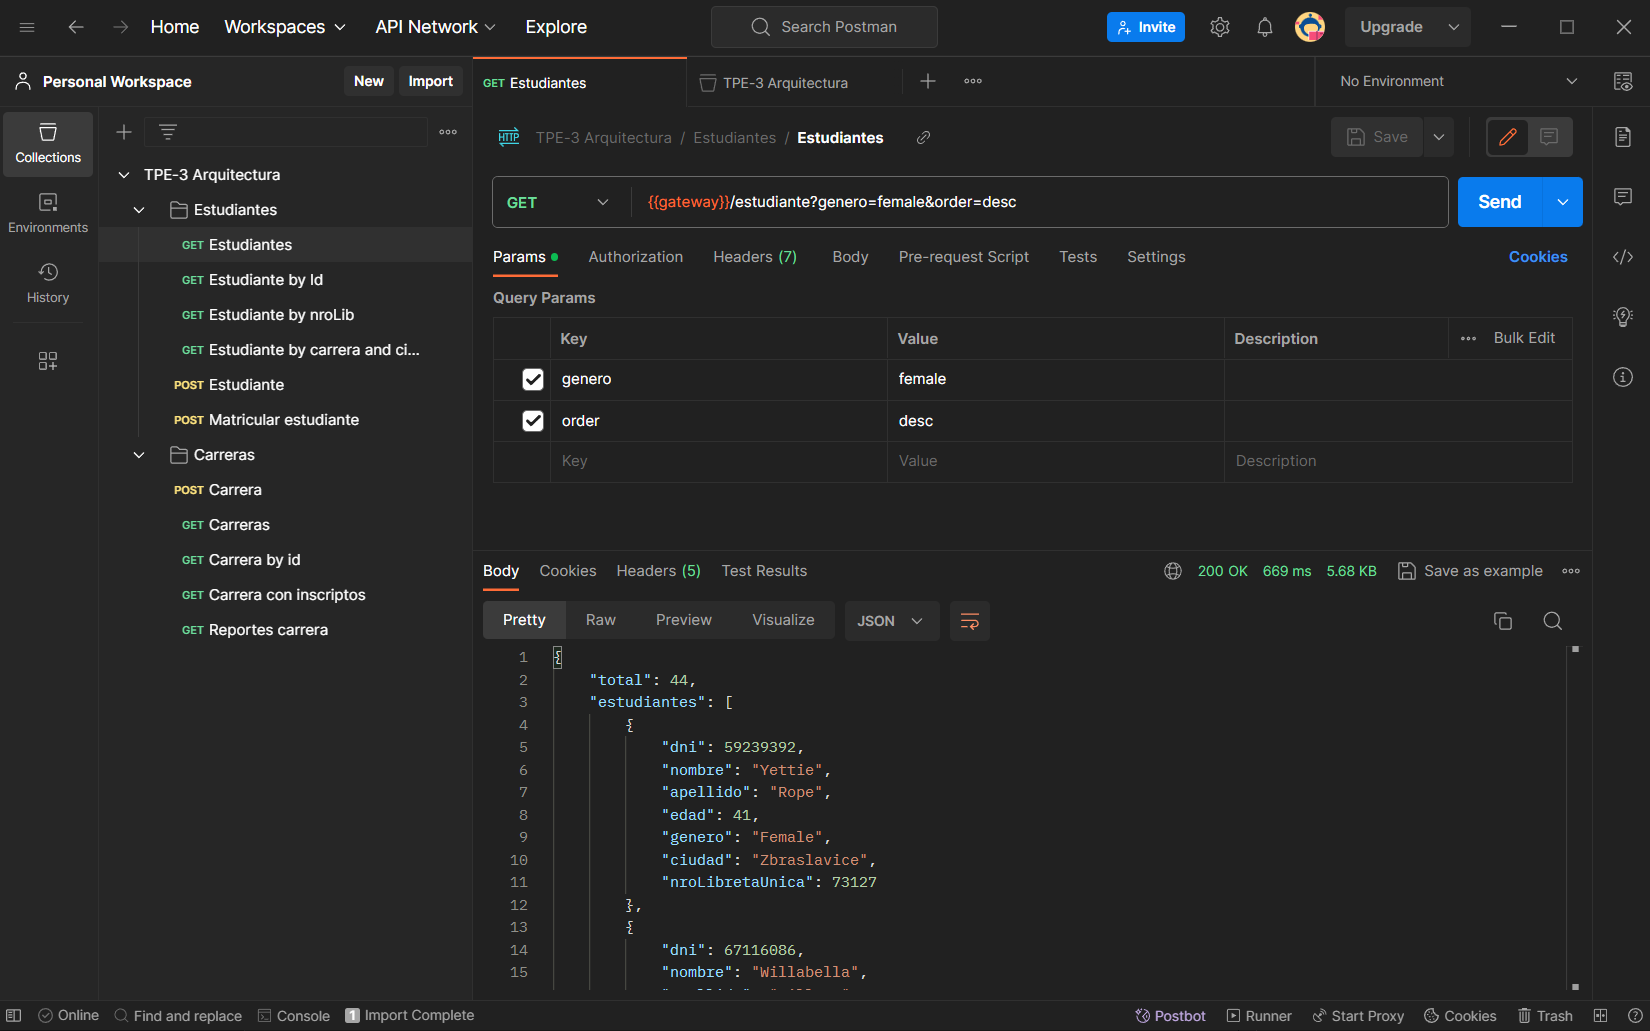 Home Workspaces API Network Explore Search Postman Invite Upgrade
Personal Workspace New Import
GET Estudiantes TPE-3 Arquitectura No Environment
Collections
Environments
History
TPE-3 Arquitectura
Estudiantes
GET Estudiantes
GET Estudiante by Id
GET Estudiante by nroLib
GET Estudiante by carrera and ci...
POST Estudiante
POST Matricular estudiante
Carreras
POST Carrera
GET Carreras
GET Carrera by id
GET Carrera con inscriptos
GET Reportes carrera
HTTP TPE-3 Arquitectura / Estudiantes / Estudiantes Save
GET {{gateway}}/estudiante?genero=female&order=desc Send
Params Authorization Headers (7) Body Pre-request Script Tests Settings Cookies
Query Params
Key Value Description Bulk Edit
genero female
order desc
Key Value Description
Body Cookies Headers (5) Test Results 200 OK 669 ms 5.68 KB Save as example
Pretty Raw Preview Visualize JSON
1 {
2 "total": 44,
3 "estudiantes": [
4 {
5 "dni": 59239392,
6 "nombre": "Yettie",
7 "apellido": "Rope",
8 "edad": 41,
9 "genero": "Female",
10 "ciudad": "Zbraslavice",
11 "nroLibretaUnica": 73127
12 },
13 {
14 "dni": 67116086,
15 "nombre": "Willabella",
Online Find and replace Console 1 Import Complete Postbot Runner Start Proxy Cookies Trash